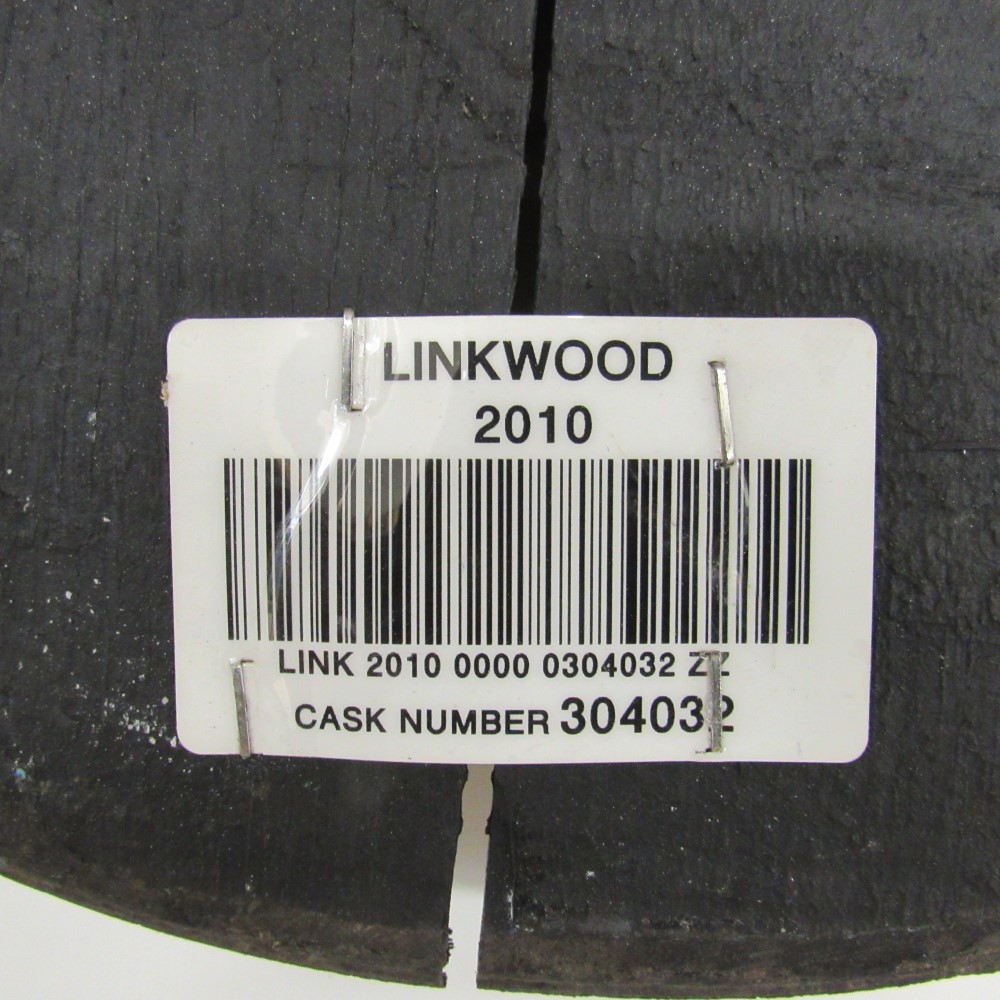 LINKWOOD
2010
LINK 2010 0000 0304032 ZZ
CASK NUMBER 304032